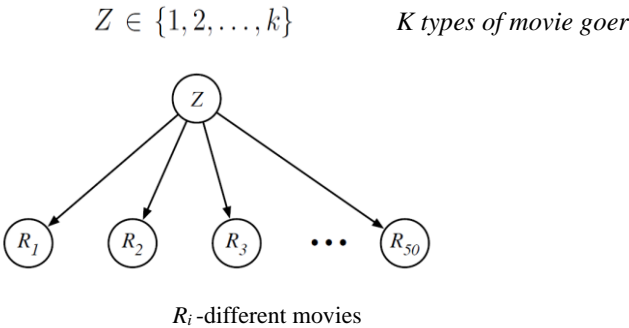 Z ∈ {1, 2, . . . , k} K types of movie goer
Z
R1 R2 R3 ••• R50
Ri -different movies